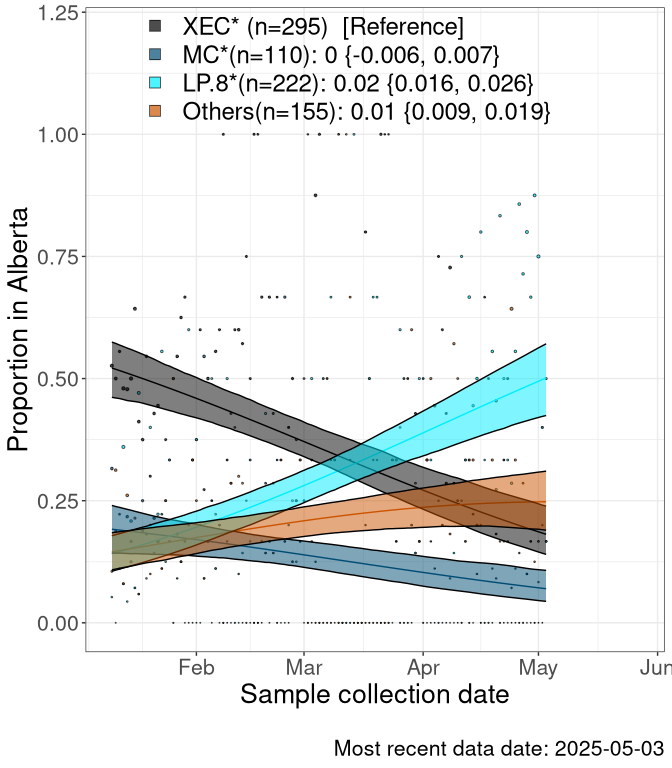 XEC* (n=295)  [Reference]
MC*(n=110): 0 {-0.006, 0.007}
LP.8*(n=222): 0.02 {0.016, 0.026}
Others(n=155): 0.01 {0.009, 0.019}
1.25
1.00
0.75
0.50
0.25
0.00
Proportion in Alberta
Feb Mar Apr May Jun
Sample collection date
Most recent data date: 2025-05-03